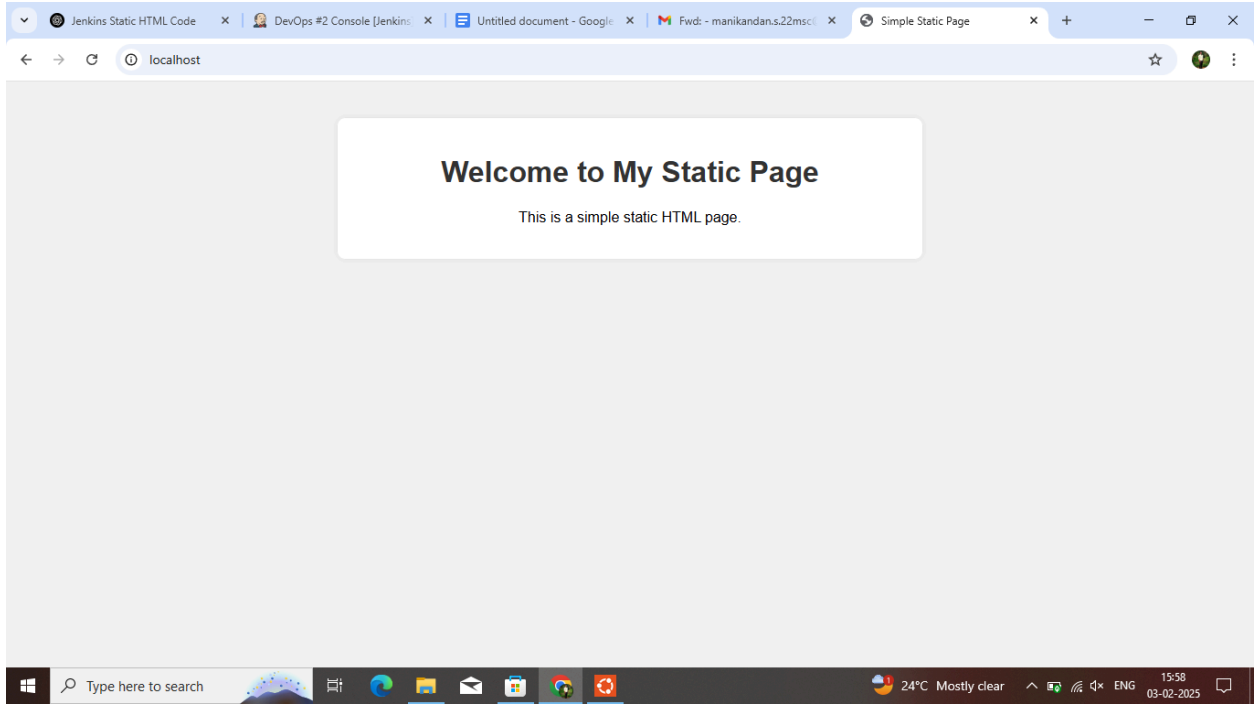 Jenkins Static HTML Code
DevOps #2 Console [Jenkins]
Untitled document - Google
Fwd: - manikandan.s.22msc
Simple Static Page
localhost
Welcome to My Static Page
This is a simple static HTML page.
Type here to search
24°C Mostly clear
ENG
15:58
03-02-2025